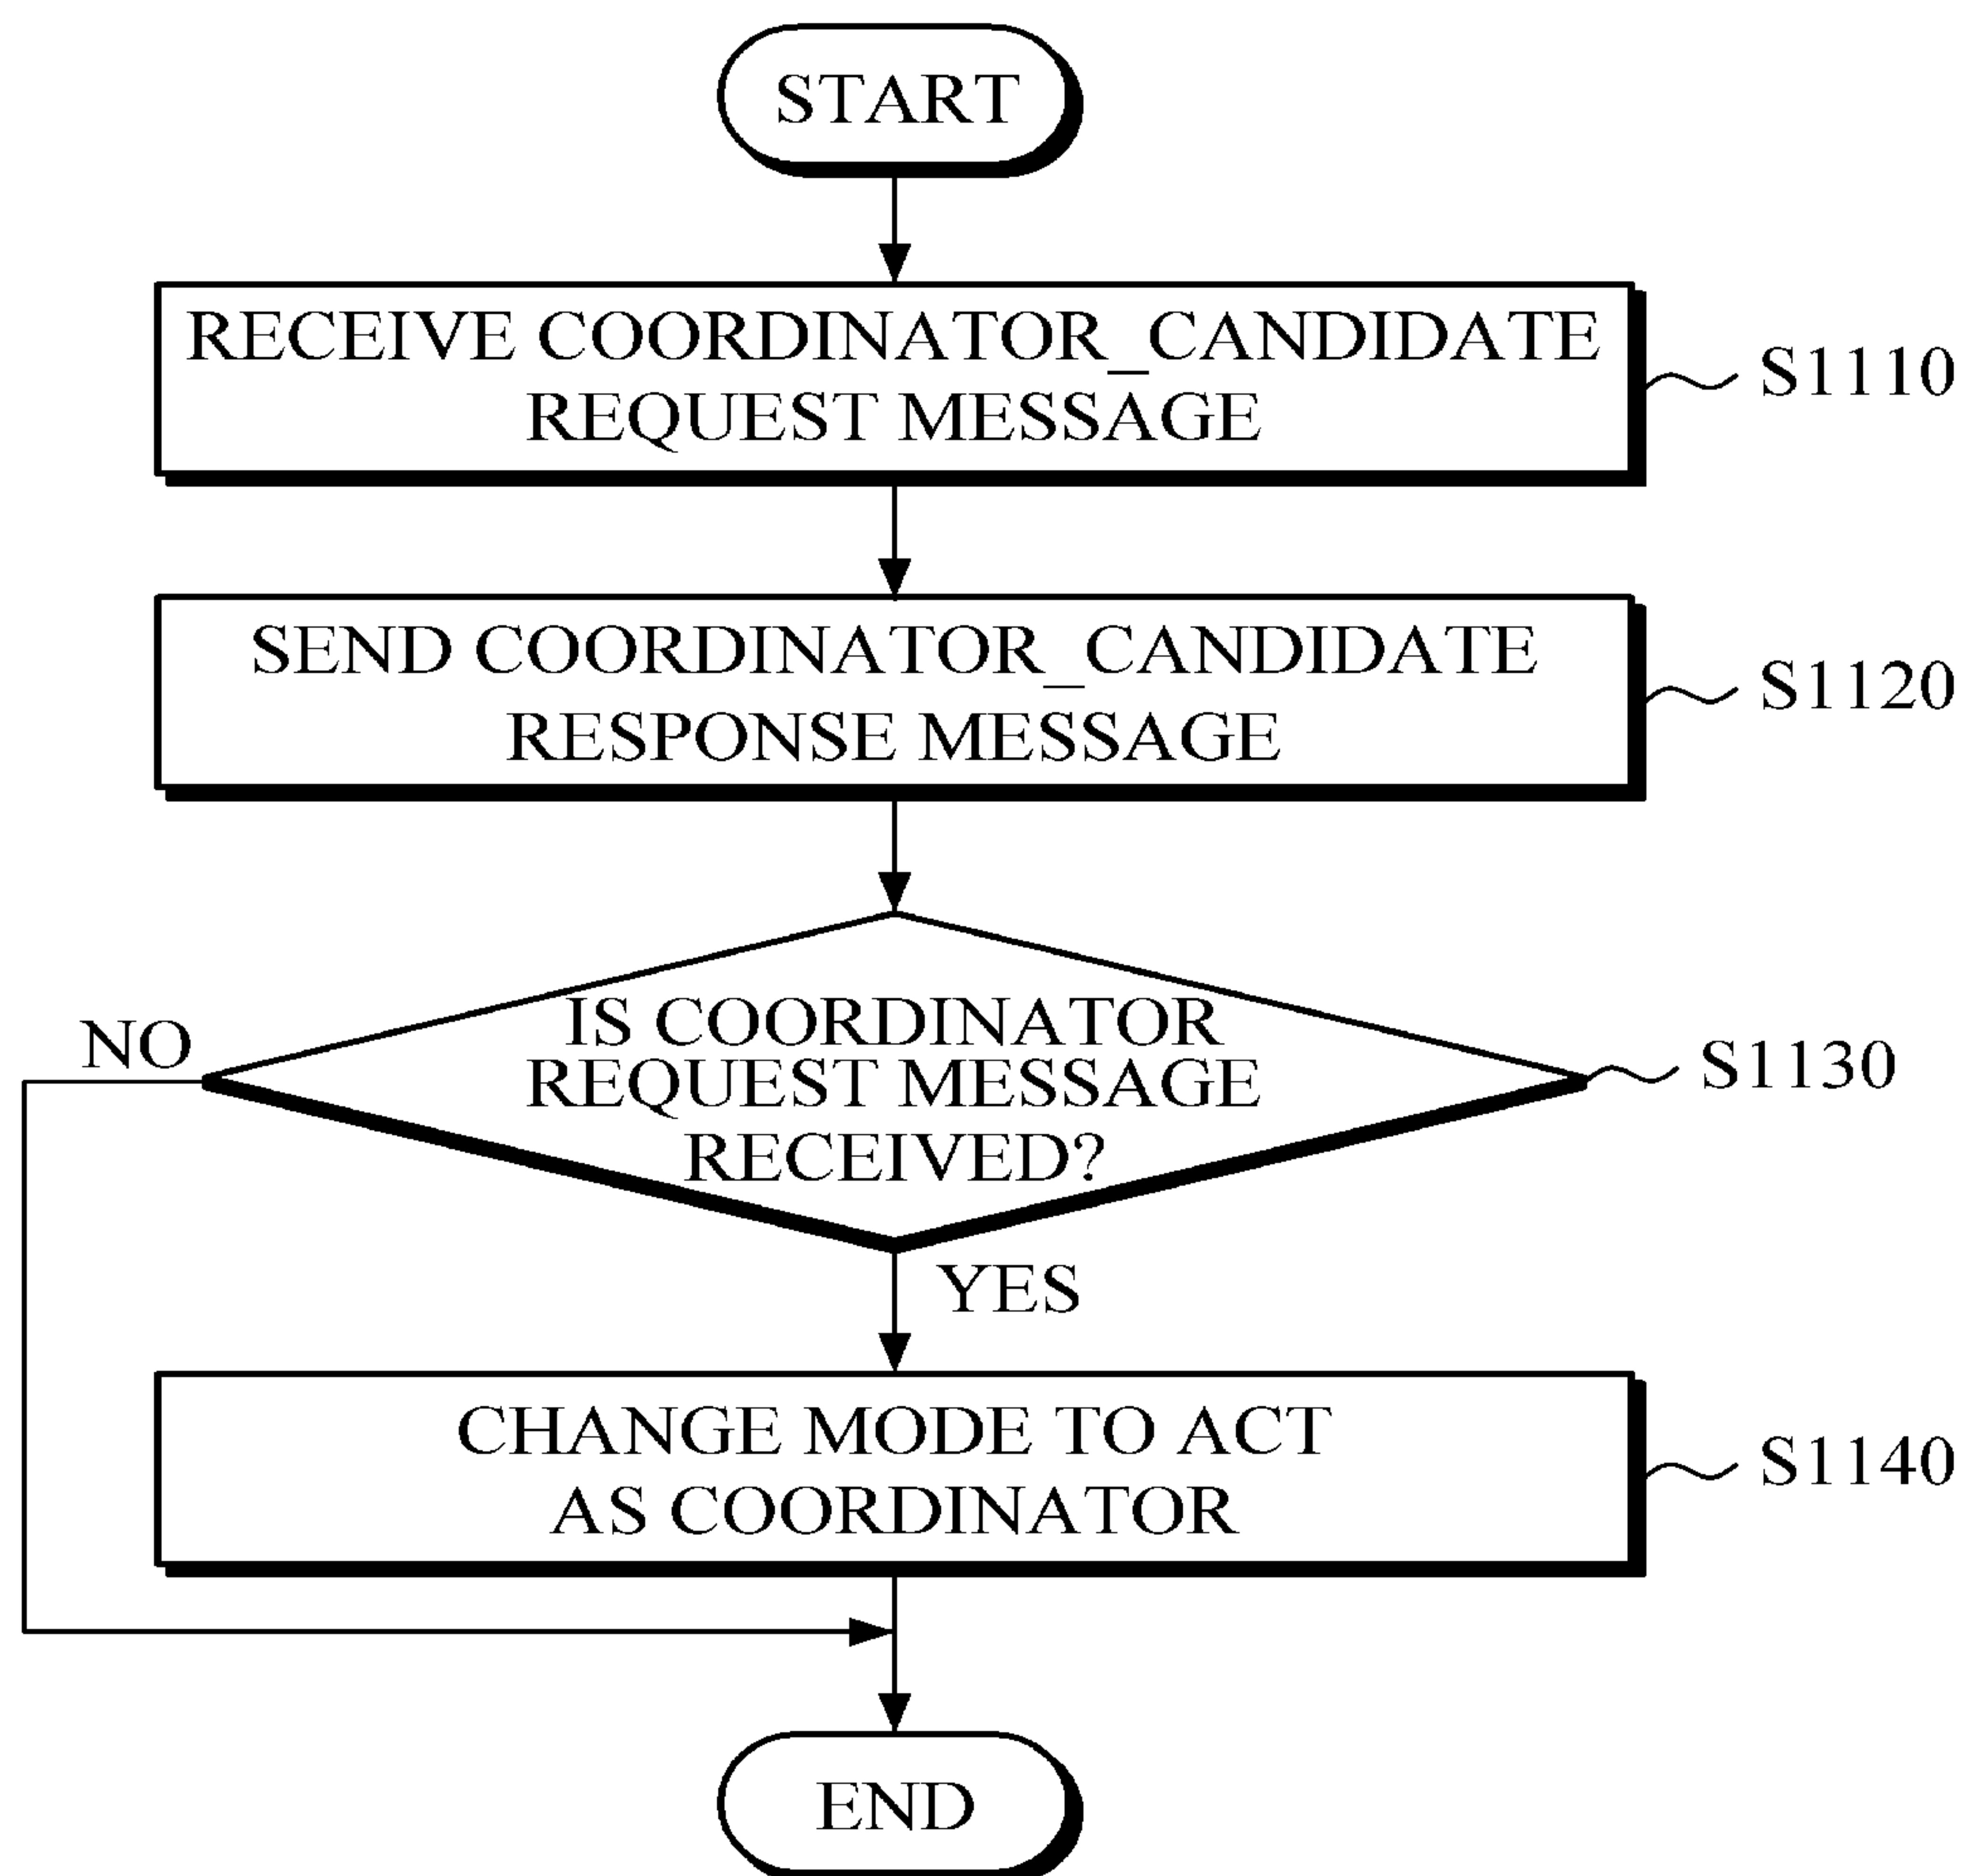 START
RECEIVE COORDINATOR_CANDIDATE
REQUEST MESSAGE
S1110
SEND COORDINATOR_CANDIDATE
RESPONSE MESSAGE
S1120
IS COORDINATOR
REQUEST MESSAGE
RECEIVED?
NO
S1130
YES
CHANGE MODE TO ACT
AS COORDINATOR
S1140
END